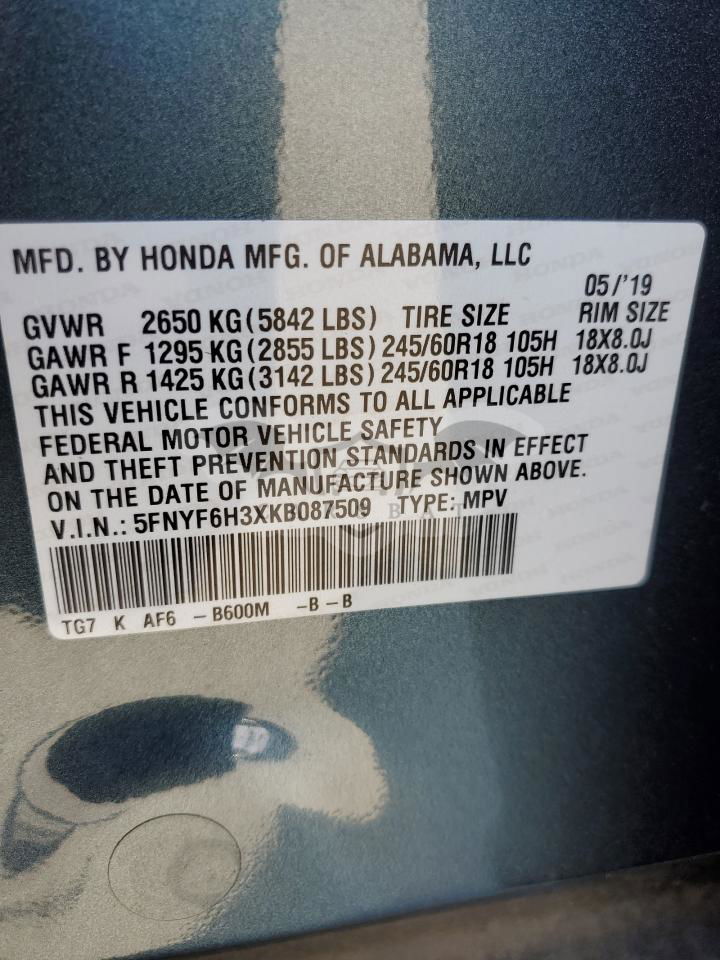 MFD. BY HONDA MFG. OF ALABAMA, LLC
05/'19
GVWR 2650 KG(5842 LBS) TIRE SIZE RIM SIZE
GAWR F 1295 KG(2855 LBS) 245/60R18 105H 18X8.0J
GAWR R 1425 KG(3142 LBS) 245/60R18 105H 18X8.0J
THIS VEHICLE CONFORMS TO ALL APPLICABLE
FEDERAL MOTOR VEHICLE SAFETY
AND THEFT PREVENTION STANDARDS IN EFFECT
ON THE DATE OF MANUFACTURE SHOWN ABOVE.
V.I.N.: 5FNYF6H3XKB087509 TYPE: MPV
TG7 K AF6 -B600M -B-B